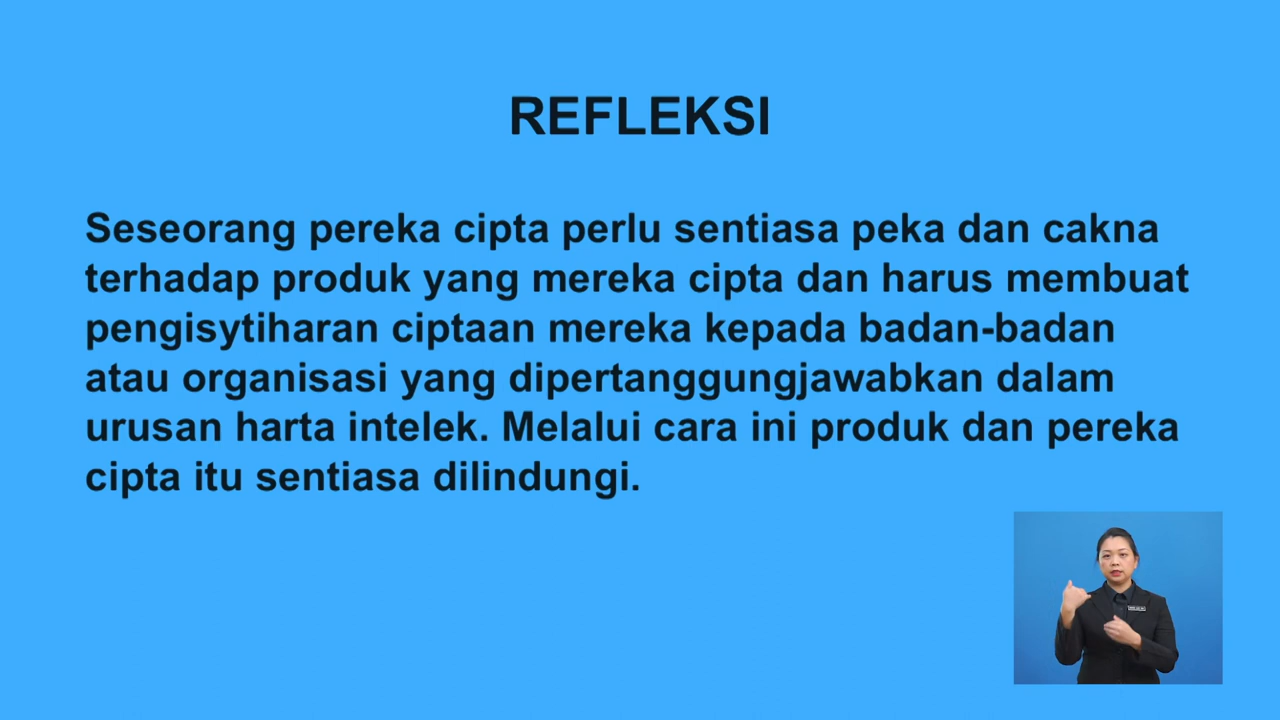 REFLEKSI
Seseorang pereka cipta perlu sentiasa peka dan cakna
terhadap produk yang mereka cipta dan harus membuat
pengisytiharan ciptaan mereka kepada badan-badan
atau organisasi yang dipertanggungjawabkan dalam
urusan harta intelek. Melalui cara ini produk dan pereka
cipta itu sentiasa dilindungi.